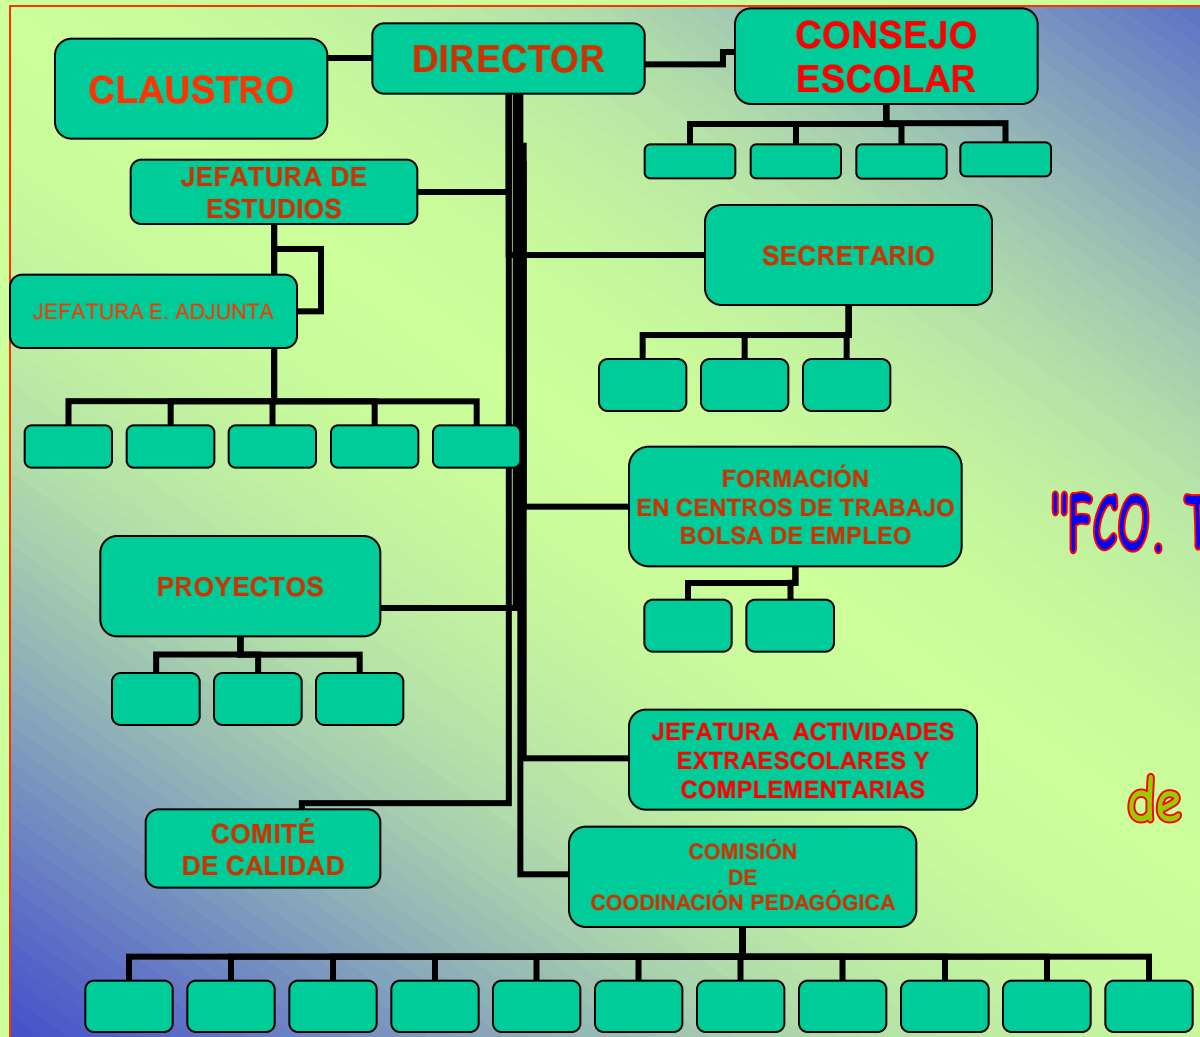 CLAUSTRO
DIRECTOR
CONSEJO
ESCOLAR
JEFATURA DE
ESTUDIOS
SECRETARIO
JEFATURA E. ADJUNTA
FORMACIÓN
EN CENTROS DE TRABAJO
BOLSA DE EMPLEO
"FCO. T
PROYECTOS
JEFATURA ACTIVIDADES
EXTRAESCOLARES Y
COMPLEMENTARIAS
de
COMITÉ
DE CALIDAD
COMISIÓN
DE
COODINACIÓN PEDAGÓGICA